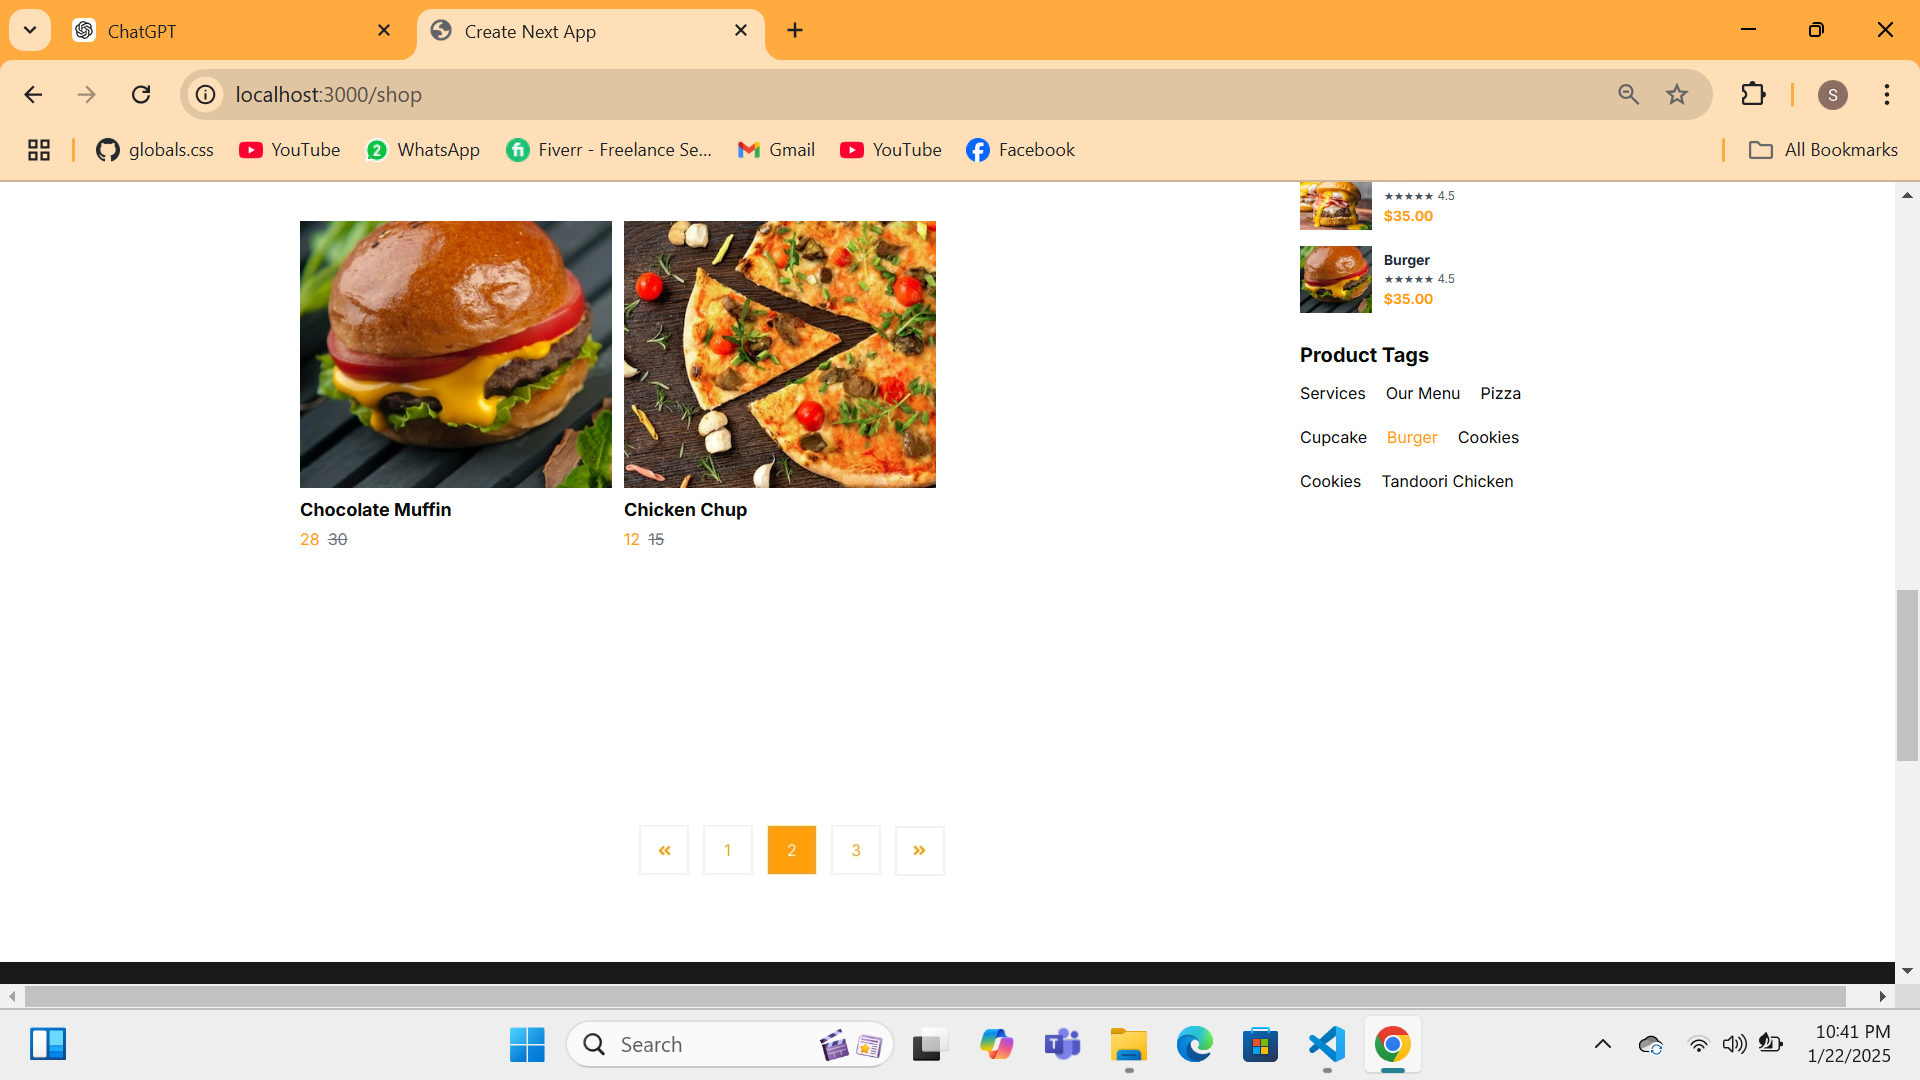 ChatGPT
Create Next App
localhost:3000/shop
S
globals.css
YouTube
2
WhatsApp
Fiverr - Freelance Se...
Gmail
YouTube
Facebook
All Bookmarks
★★★★★ 4.5
$35.00
Burger
★★★★★ 4.5
$35.00
Product Tags
Services Our Menu Pizza
Cupcake Burger Cookies
Cookies Tandoori Chicken
Chocolate Muffin
28 30
Chicken Chup
12 15
« 1 2 3 »
Search
10:41 PM
1/22/2025